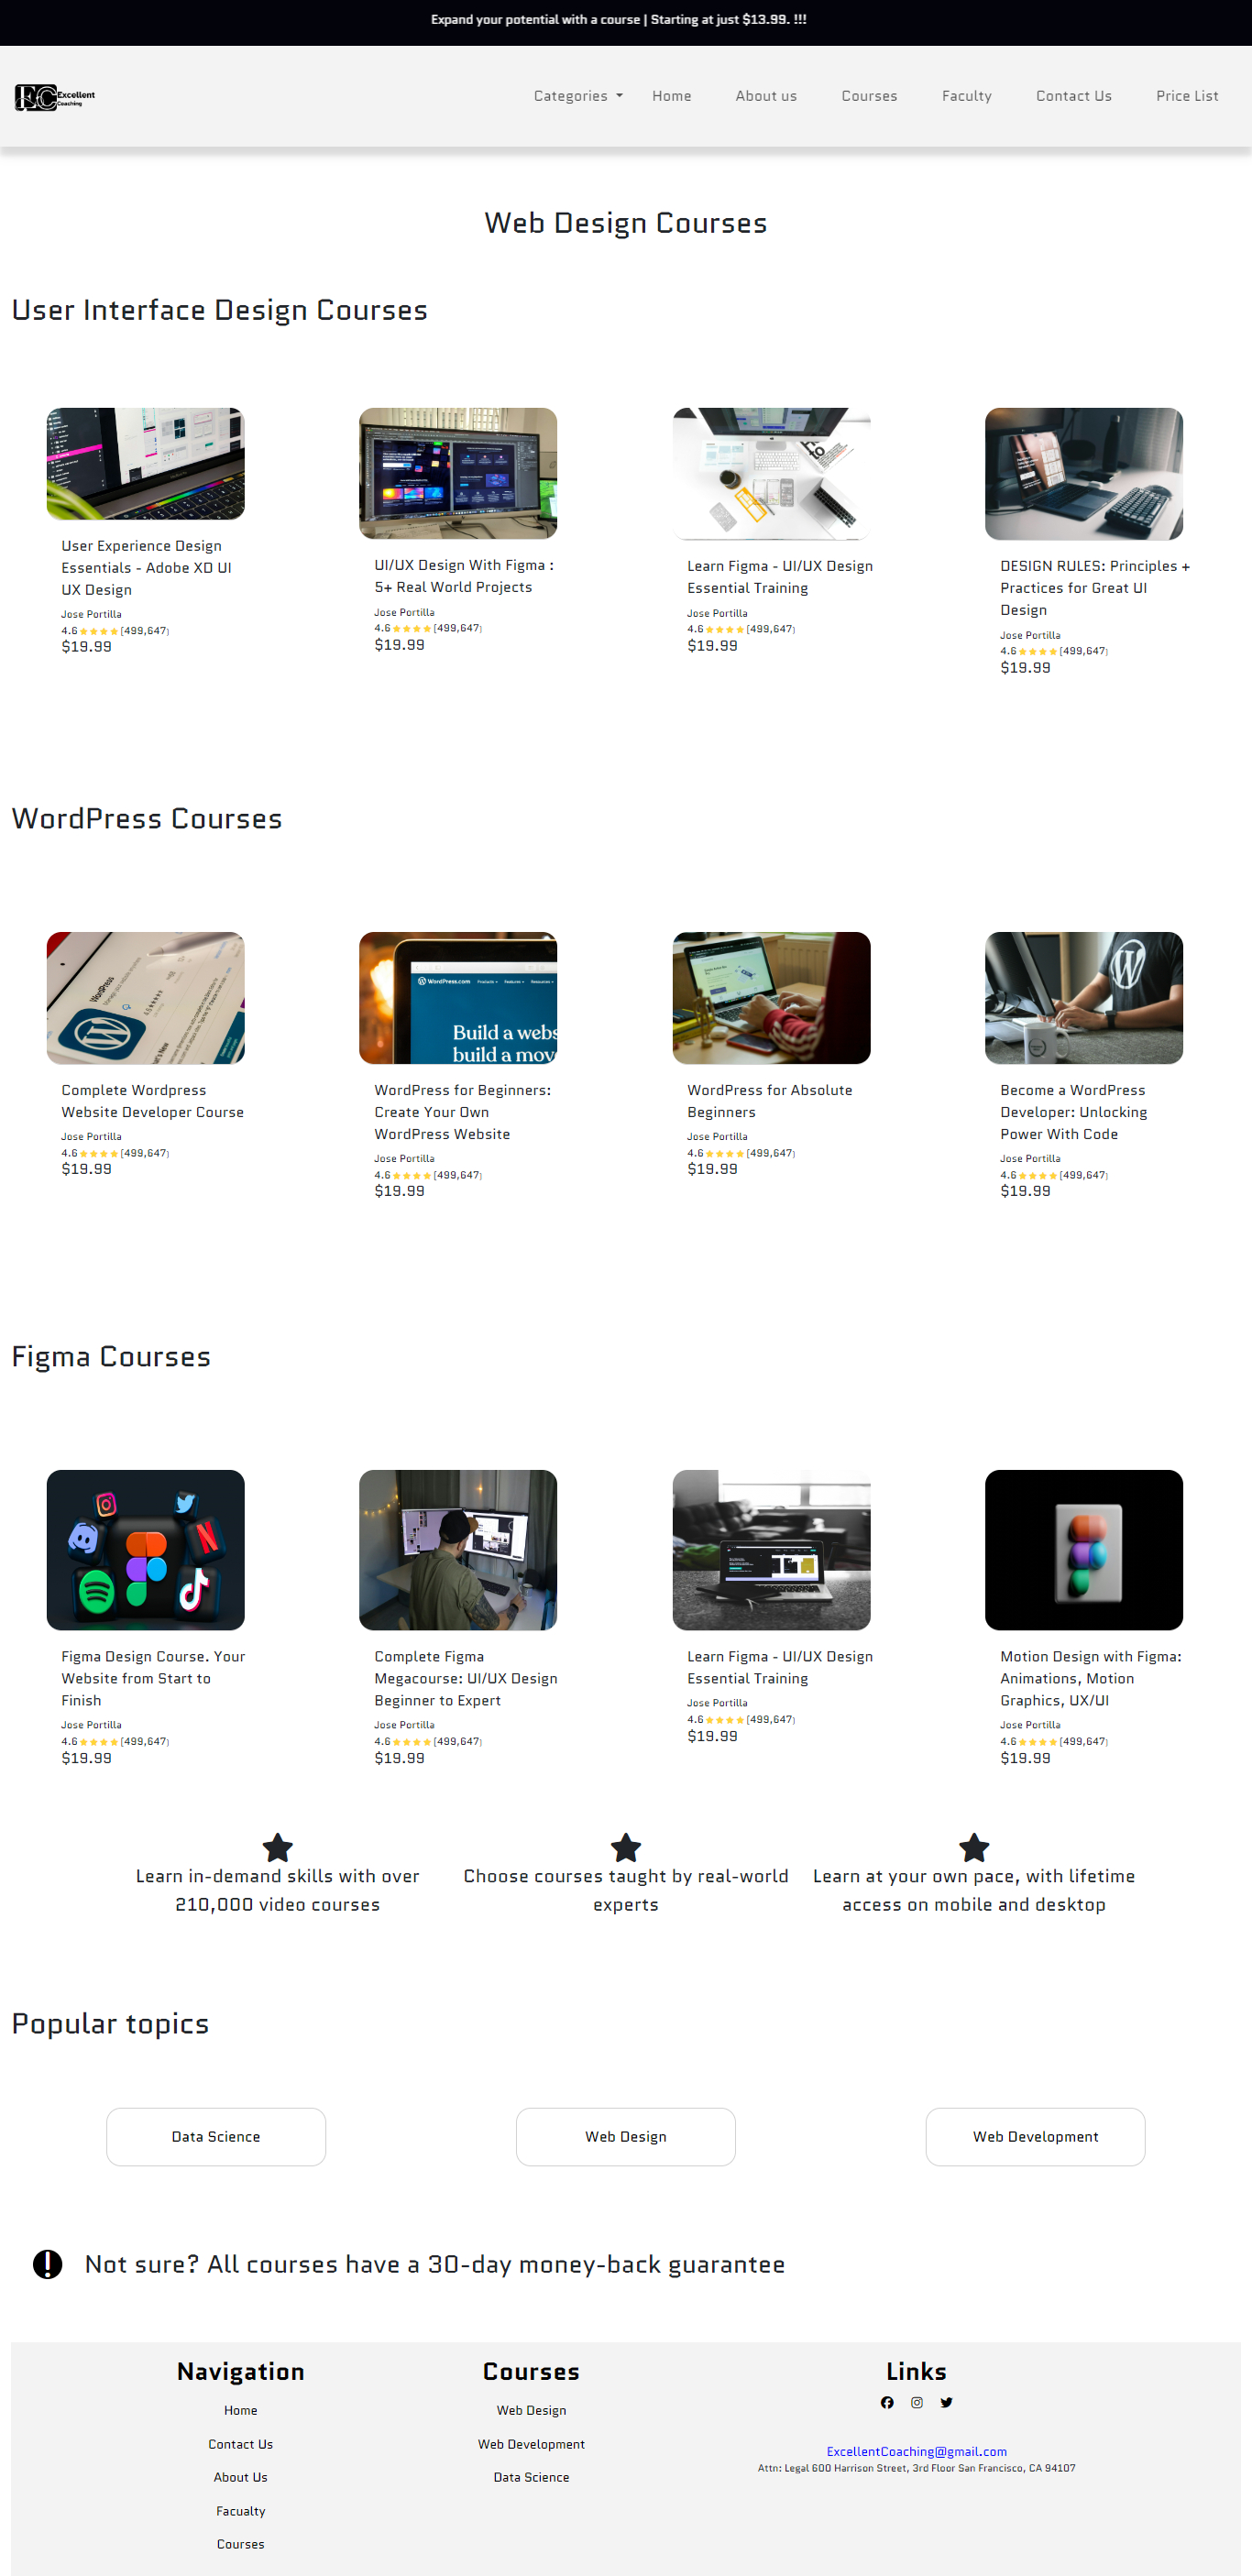 Expand your potential with a course | Starting at just $13.99. !!!
EC Excellent
Coaching
Categories Home About us Courses Faculty Contact Us Price List
Web Design Courses
User Interface Design Courses
User Experience Design
Essentials - Adobe XD UI
UX Design
Jose Portilla
4.6 (499,647)
$19.99
UI/UX Design With Figma :
5+ Real World Projects
Jose Portilla
4.6 (499,647)
$19.99
Learn Figma - UI/UX Design
Essential Training
Jose Portilla
4.6 (499,647)
$19.99
DESIGN RULES: Principles +
Practices for Great UI
Design
Jose Portilla
4.6 (499,647)
$19.99
WordPress Courses
WordPress
WordPress.com Products Features Resources
Build a webs
build a mov
Complete Wordpress
Website Developer Course
Jose Portilla
4.6 (499,647)
$19.99
WordPress for Beginners:
Create Your Own
WordPress Website
Jose Portilla
4.6 (499,647)
$19.99
WordPress for Absolute
Beginners
Jose Portilla
4.6 (499,647)
$19.99
Become a WordPress
Developer: Unlocking
Power With Code
Jose Portilla
4.6 (499,647)
$19.99
Figma Courses
Figma Design Course. Your
Website from Start to
Finish
Jose Portilla
4.6 (499,647)
$19.99
Complete Figma
Megacourse: UI/UX Design
Beginner to Expert
Jose Portilla
4.6 (499,647)
$19.99
Learn Figma - UI/UX Design
Essential Training
Jose Portilla
4.6 (499,647)
$19.99
Motion Design with Figma:
Animations, Motion
Graphics, UX/UI
Jose Portilla
4.6 (499,647)
$19.99
Learn in-demand skills with over
210,000 video courses
Choose courses taught by real-world
experts
Learn at your own pace, with lifetime
access on mobile and desktop
Popular topics
Data Science
Web Design
Web Development
Not sure? All courses have a 30-day money-back guarantee
Navigation
Home
Contact Us
About Us
Facualty
Courses
Courses
Web Design
Web Development
Data Science
Links
ExcellentCoaching@gmail.com
Attn: Legal 600 Harrison Street, 3rd Floor San Francisco, CA 94107